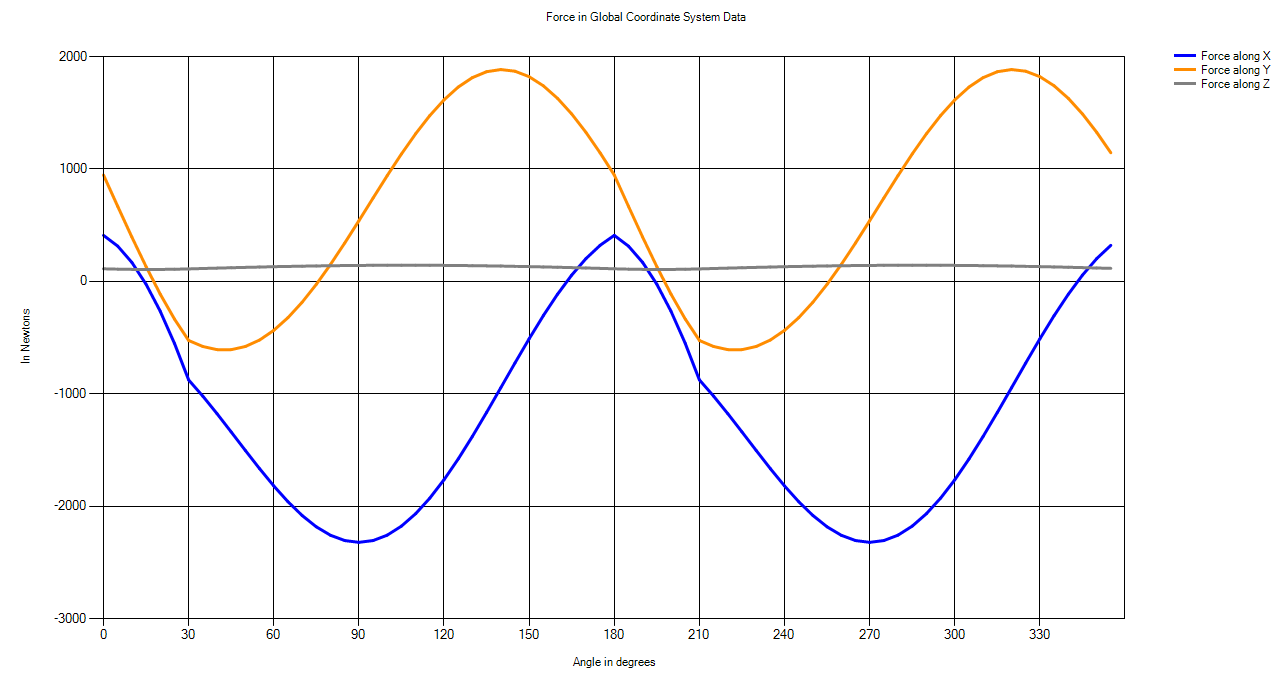 Force in Global Coordinate System Data
Force along X
Force along Y
Force along Z
2000
1000
0
-1000
-2000
-3000
In Newtons
0 30 60 90 120 150 180 210 240 270 300 330
Angle in degrees